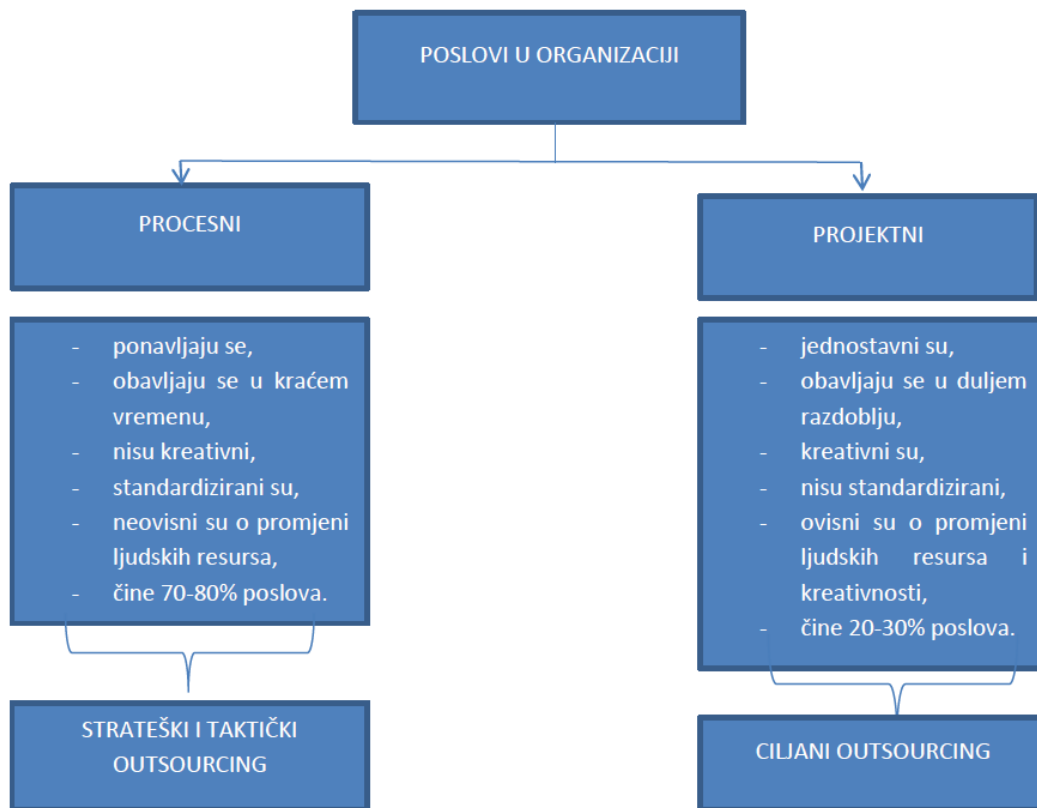 POSLOVI U ORGANIZACIJI
PROCESNI
PROJEKTNI
- ponavljaju se,
- obavljaju se u kraćem
vremenu,
- nisu kreativni,
- standardizirani su,
- neovisni su o promjeni
ljudskih resursa,
- čine 70-80% poslova.
- jednostavni su,
- obavljaju se u duljem
razdoblju,
- kreativni su,
- nisu standardizirani,
- ovisni su o promjeni
ljudskih resursa i
kreativnosti,
- čine 20-30% poslova.
STRATEŠKI I TAKTIČKI
OUTSOURCING
CILJANI OUTSOURCING